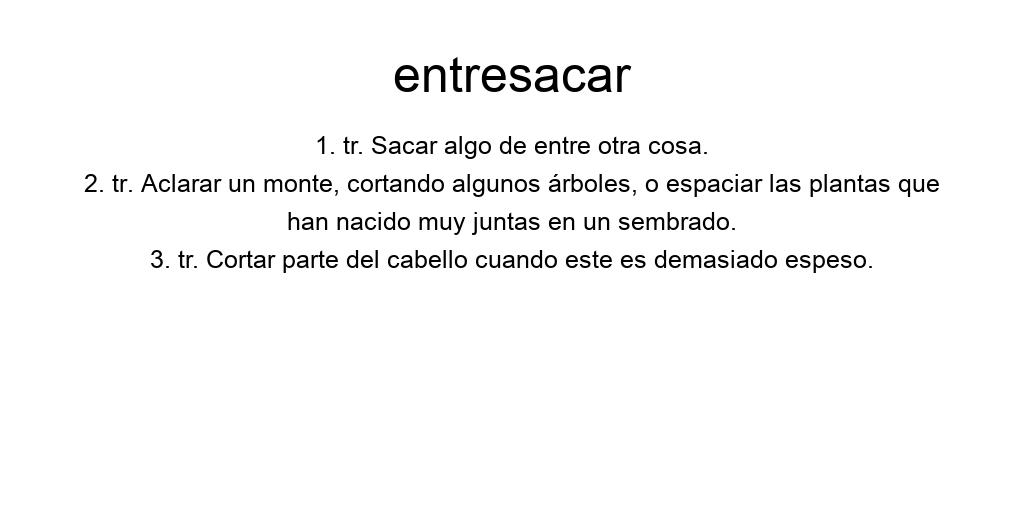 entresacar
1. tr. Sacar algo de entre otra cosa.
2. tr. Aclarar un monte, cortando algunos árboles, o espaciar las plantas que
han nacido muy juntas en un sembrado.
3. tr. Cortar parte del cabello cuando este es demasiado espeso.